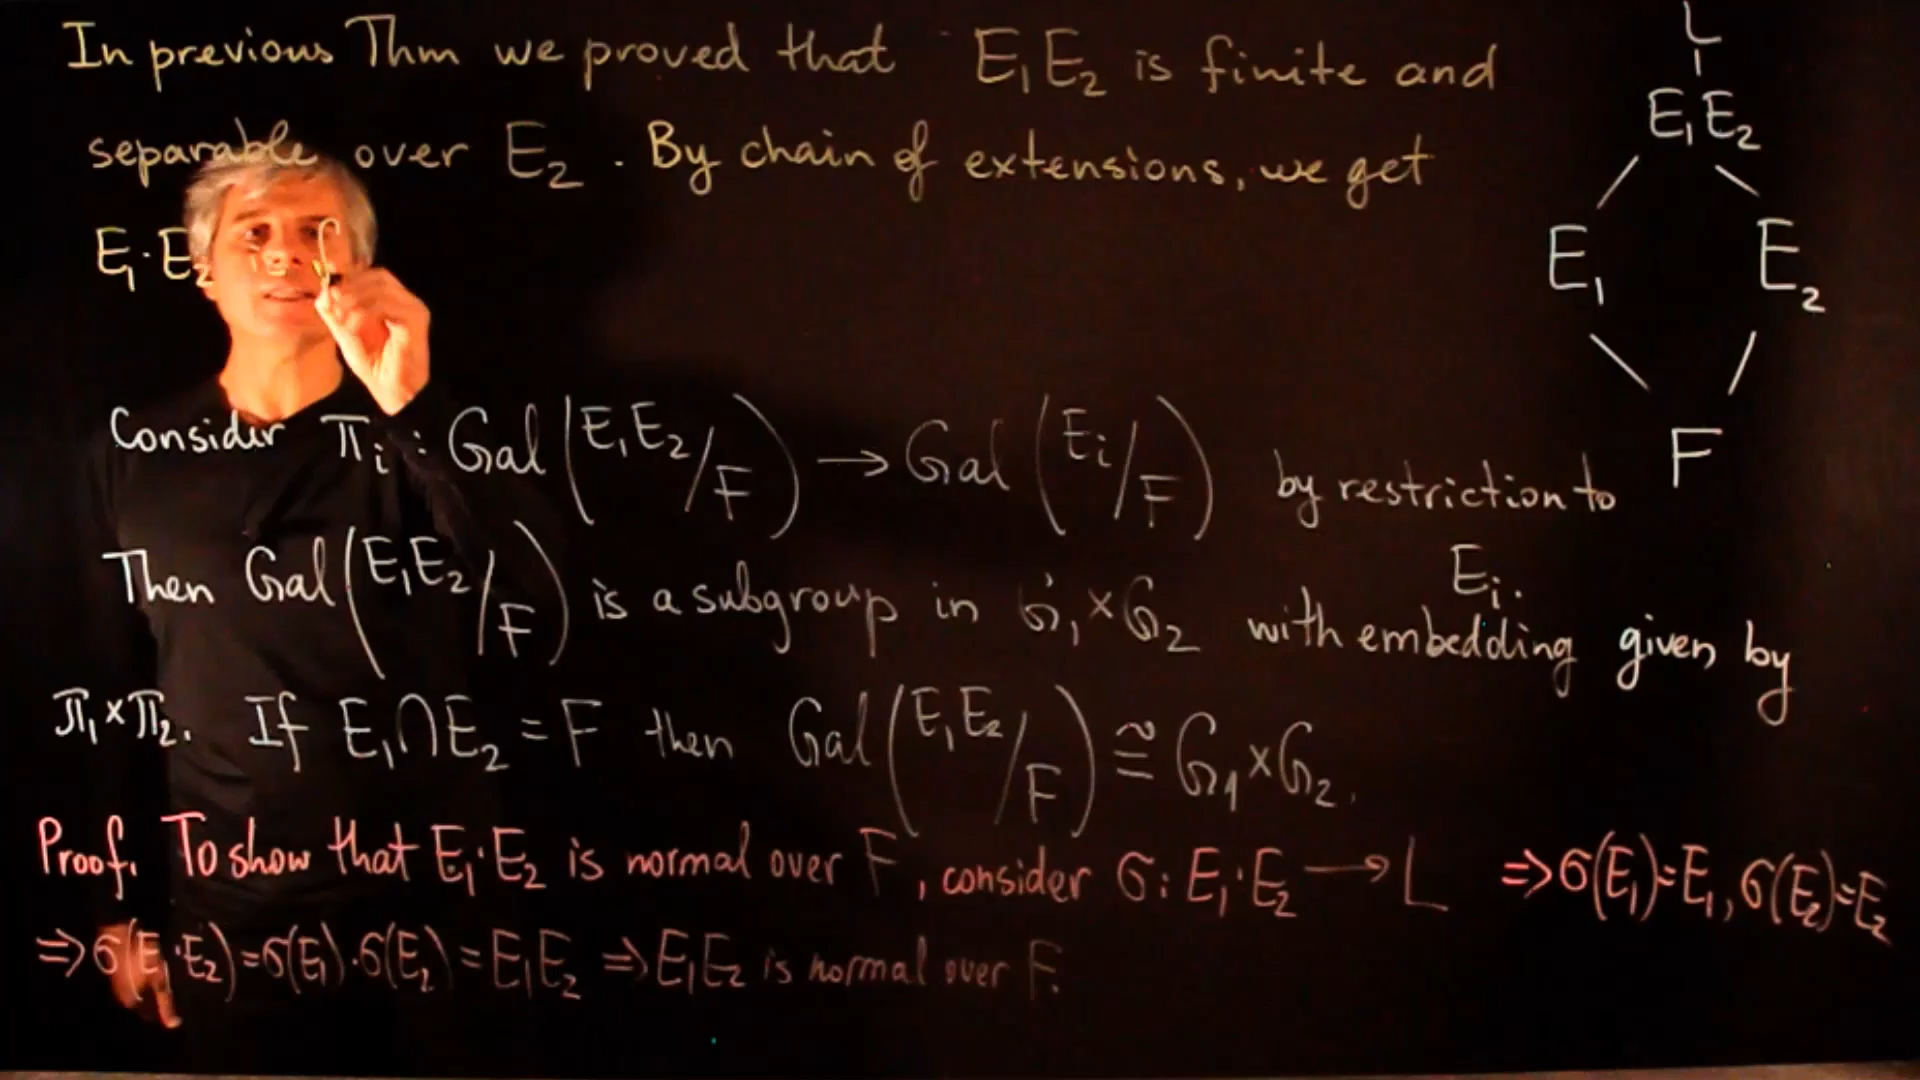 In previous Thm we proved that E₁E₂ is finite and
separable over E₂. By chain of extensions, we get
E₁·E₂ is
Consider π_i : Gal(E₁E₂/F) → Gal(E_i/F) by restriction to
E_i.
Then Gal(E₁E₂/F) is a subgroup in G₁×G₂ with embedding given by
π₁×π₂. If E₁∩E₂ = F then Gal(E₁E₂/F) ≅ G₁×G₂.
Proof. To show that E₁·E₂ is normal over F, consider σ: E₁·E₂ → L ⇒ σ(E₁)=E₁, σ(E₂)=E₂
⇒ σ(E₁·E₂)=σ(E₁)·σ(E₂)=E₁E₂ ⇒ E₁E₂ is normal over F.
L
E₁E₂
E₁ E₂
F